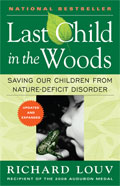 NATIONAL BESTSELLER
Last Child
in the Woods
SAVING OUR CHILDREN FROM
NATURE-DEFICIT DISORDER
UPDATED
AND
EXPANDED
RICHARD LOUV
RECIPIENT OF THE 2008 AUDUBON MEDAL